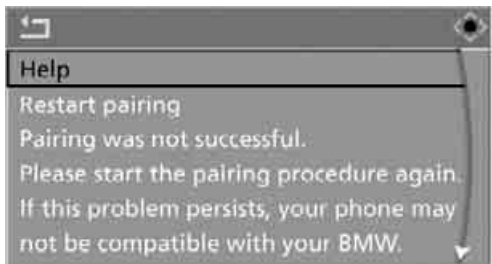 Help
Restart pairing
Pairing was not successful.
Please start the pairing procedure again.
If this problem persists, your phone may
not be compatible with your BMW.